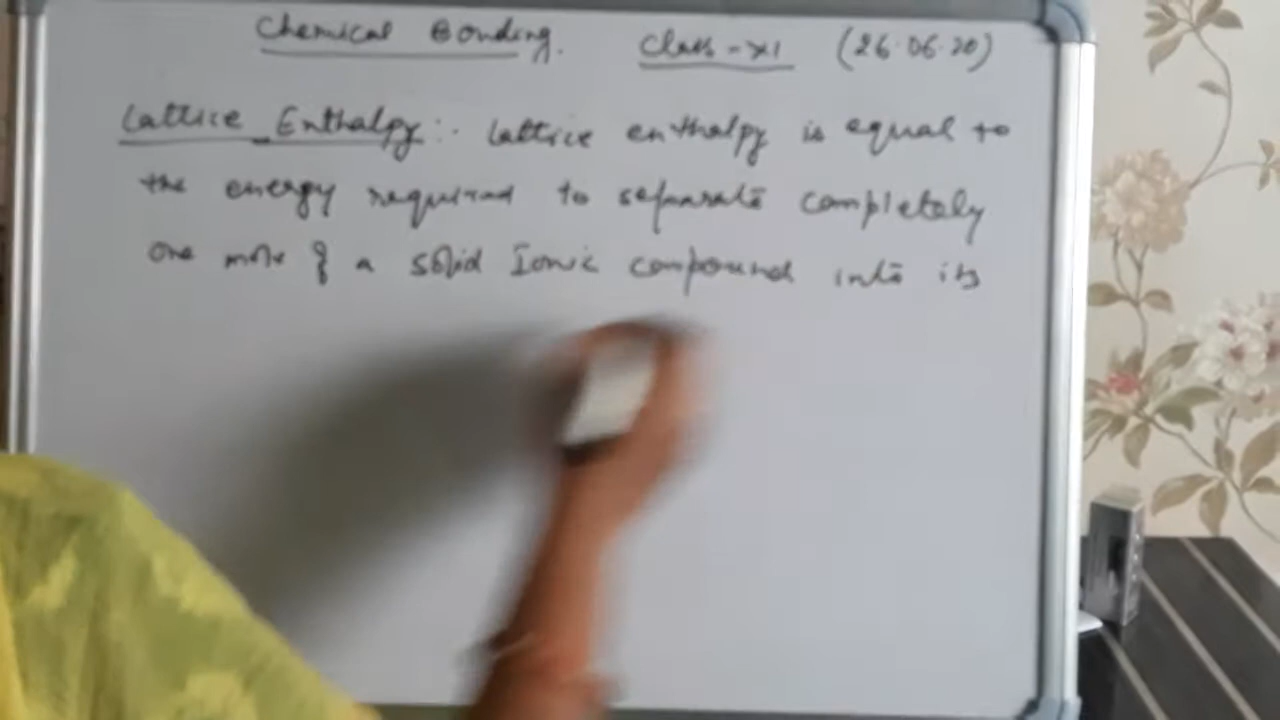 Chemical Bonding. Class-XI (26.06.20)
Lattice Enthalpy:- Lattice enthalpy is equal to
the energy required to separate completely
one mole of a solid Ionic compound into its